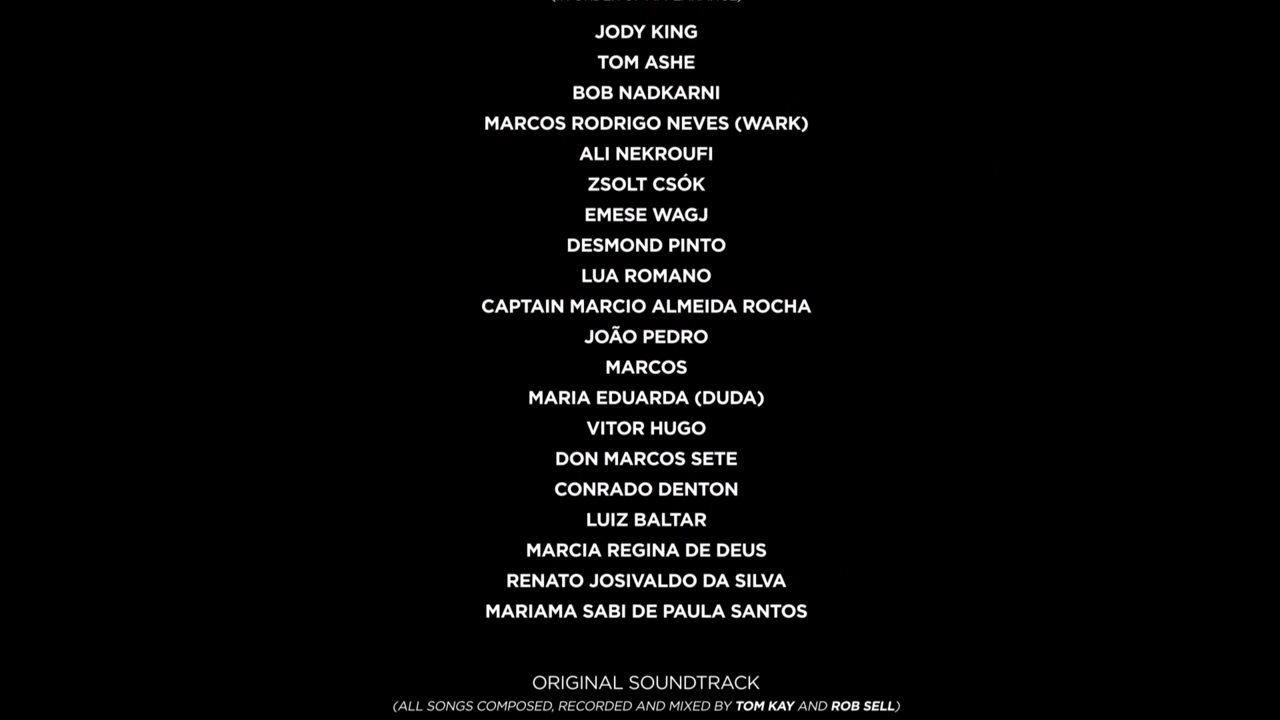 JODY KING
TOM ASHE
BOB NADKARNI
MARCOS RODRIGO NEVES (WARK)
ALI NEKROUFI
ZSOLT CSÓK
EMESE WAGJ
DESMOND PINTO
LUA ROMANO
CAPTAIN MARCIO ALMEIDA ROCHA
JOÃO PEDRO
MARCOS
MARIA EDUARDA (DUDA)
VITOR HUGO
DON MARCOS SETE
CONRADO DENTON
LUIZ BALTAR
MARCIA REGINA DE DEUS
RENATO JOSIVALDO DA SILVA
MARIAMA SABI DE PAULA SANTOS
ORIGINAL SOUNDTRACK
(ALL SONGS COMPOSED, RECORDED AND MIXED BY TOM KAY AND ROB SELL)